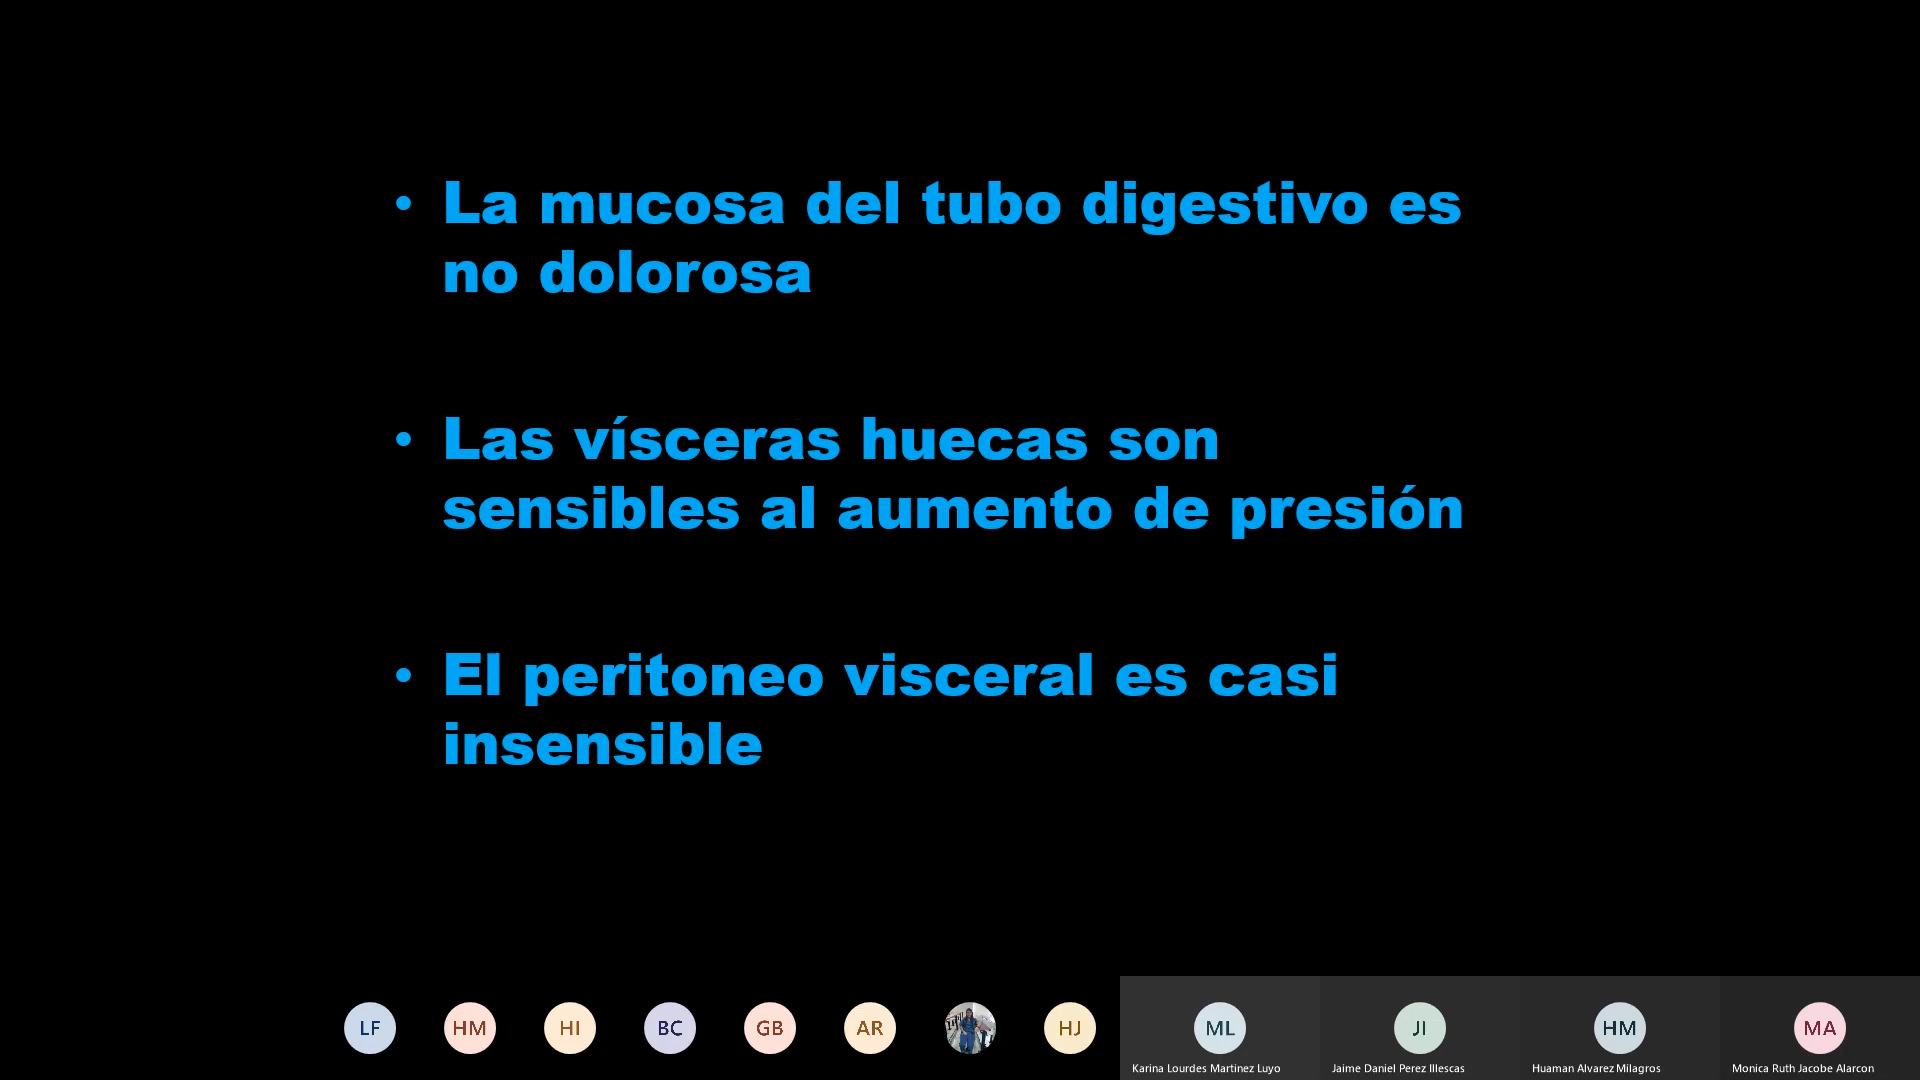 • La mucosa del tubo digestivo es
no dolorosa
• Las vísceras huecas son
sensibles al aumento de presión
• El peritoneo visceral es casi
insensible
LF HM HI BC GB AR HJ ML JI HM MA
Karina Lourdes Martinez Luyo Jaime Daniel Perez Illescas Huaman Alvarez Milagros Monica Ruth Jacobe Alarcon